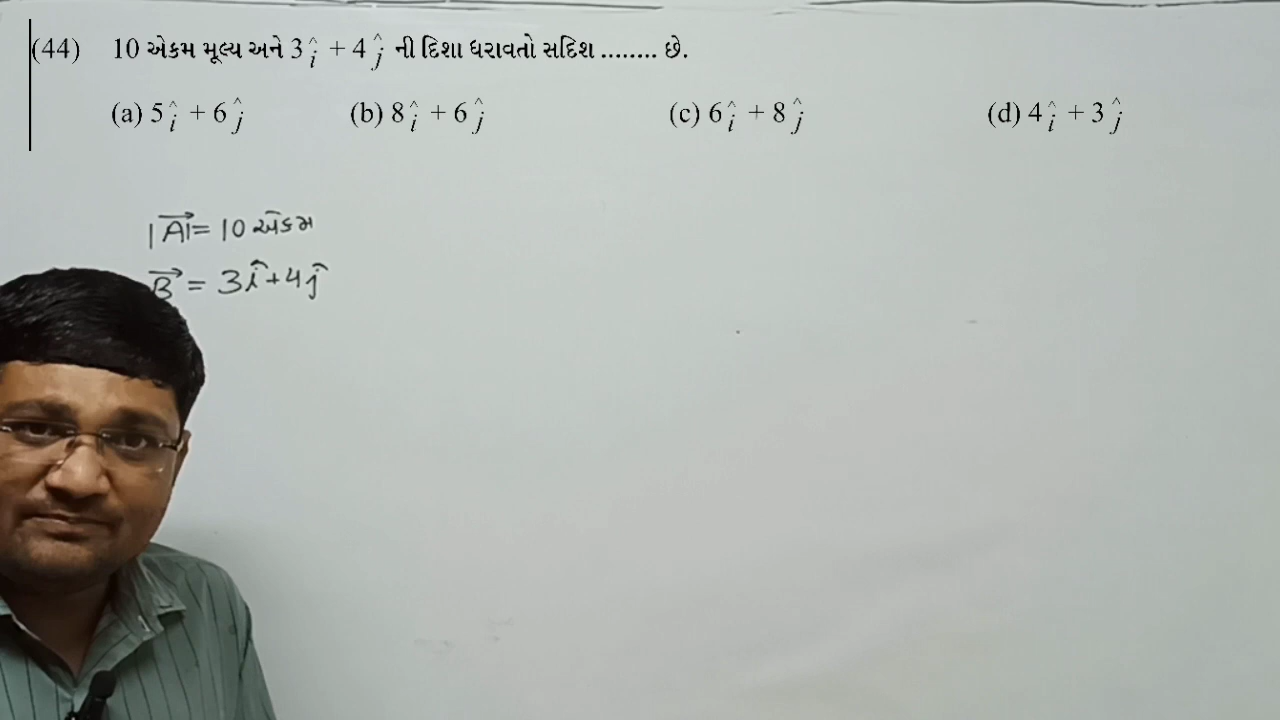 (44) 10 એકમ મૂલ્ય અને 3 î + 4 ĵ ની દિશા ધરાવતો સદિશ ........ છે.
(a) 5 î + 6 ĵ (b) 8 î + 6 ĵ (c) 6 î + 8 ĵ (d) 4 î + 3 ĵ
|A⃗| = 10 એકમ
B⃗ = 3î + 4ĵ